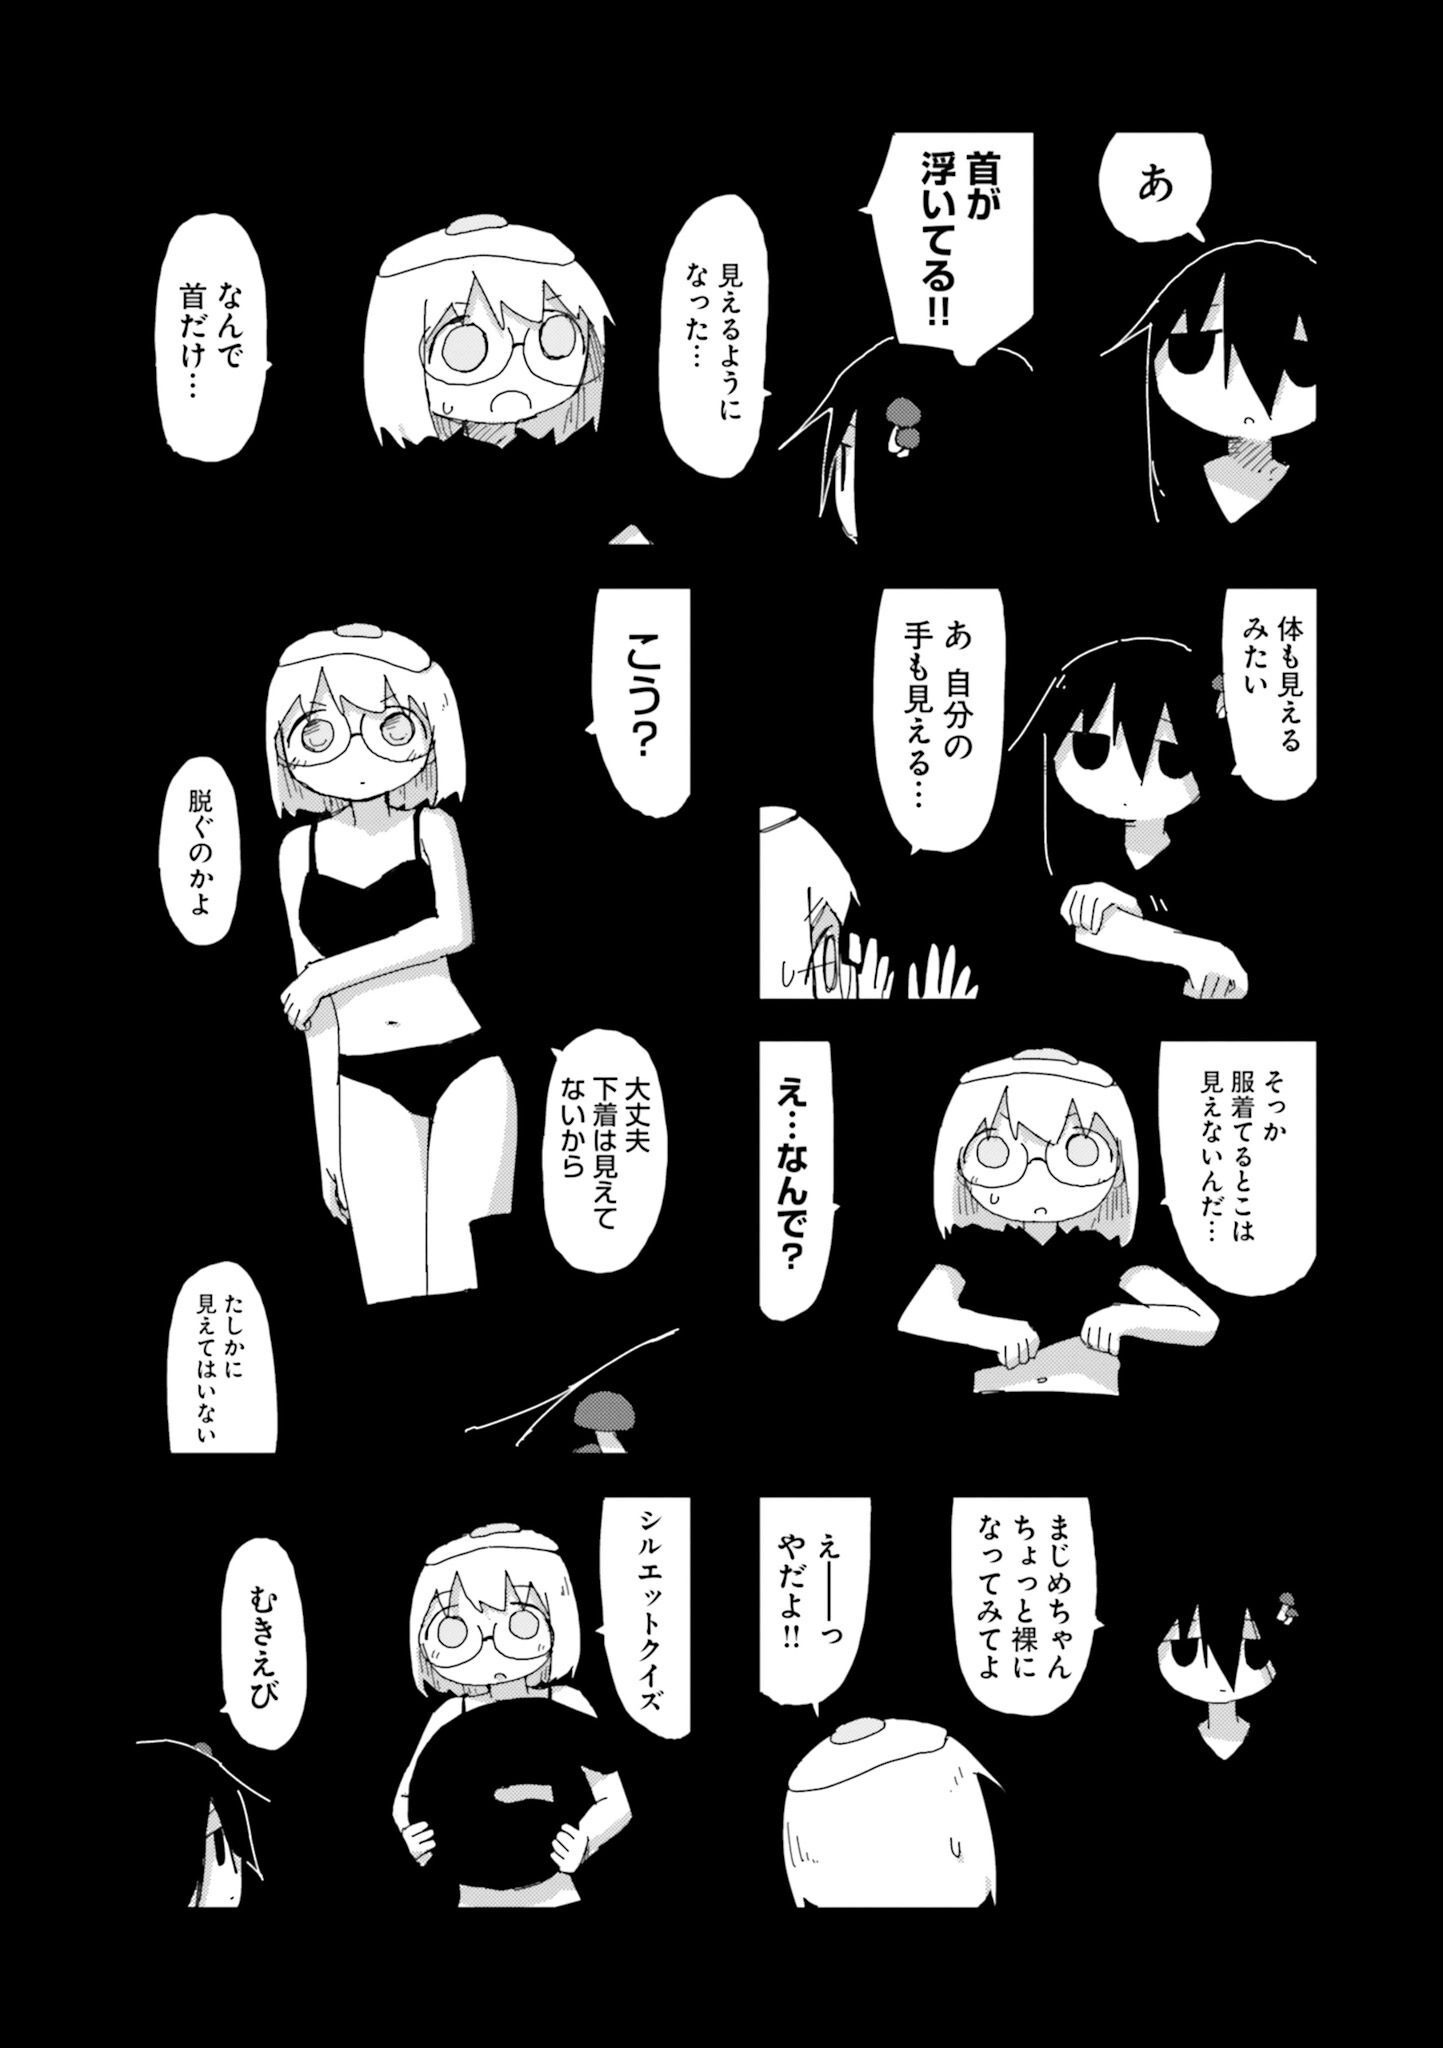 あ
首が
浮いてる!!
見えるように
なった…
なんで
首だけ…
体も見える
みたい
あ 自分の
手も見える…
そっか
服着てるとこは
見えないんだ…
え…なんで?
まじめちゃん
ちょっと裸に
なってみてよ
えーーっ
やだよ!!
こう?
脱ぐのかよ
大丈夫
下着は見えて
ないから
たしかに
見えてはいない
シルエットクイズ
むきえび